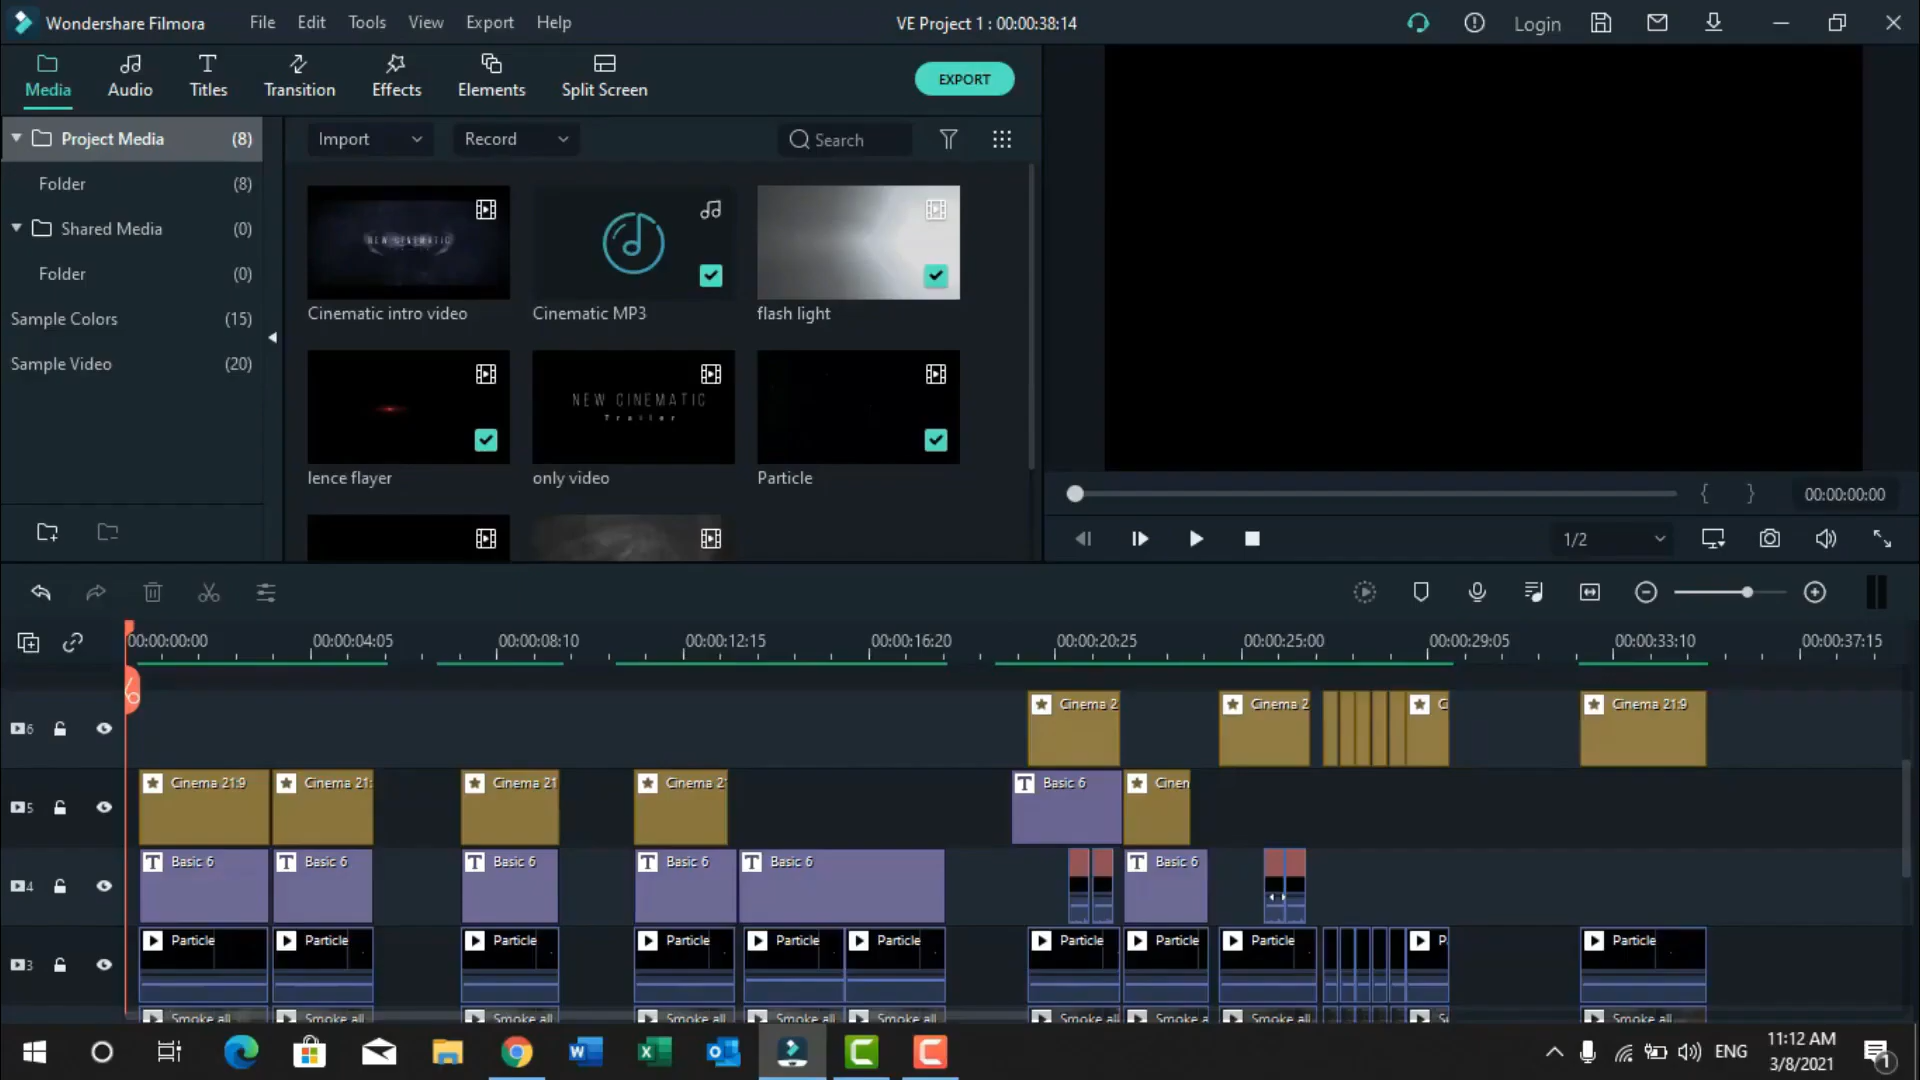 Wondershare Filmora
File Edit Tools View Export Help
VE Project 1 : 00:00:38:14
Login
Media Audio Titles Transition Effects Elements Split Screen
EXPORT
Project Media (8)
Folder (8)
Shared Media (0)
Folder (0)
Sample Colors (15)
Sample Video (20)
Import Record Search
NEW CINEMATIC
Cinematic intro video Cinematic MP3 flash light
NEW CINEMATIC
Trailer
lence flayer only video Particle
00:00:00:00
1/2
00:00:00:00 00:00:04:05 00:00:08:10 00:00:12:15 00:00:16:20 00:00:20:25 00:00:25:00 00:00:29:05 00:00:33:10 00:00:37:15
6 Cinema 2 Cinema 2 C Cinema 21:9
5 Cinema 21:9 Cinema 21: Cinema 21 Cinema 2 Basic 6 Cinen
4 Basic 6 Basic 6 Basic 6 Basic 6 Basic 6 Basic 6
3 Particle Particle Particle Particle Particle Particle Particle Particle Particle P Particle
Smoke all Smoke all Smoke all Smoke all Smoke all Smoke all Smoke all Smoke a Smoke all S Smoke all
ENG
11:12 AM
3/8/2021
1